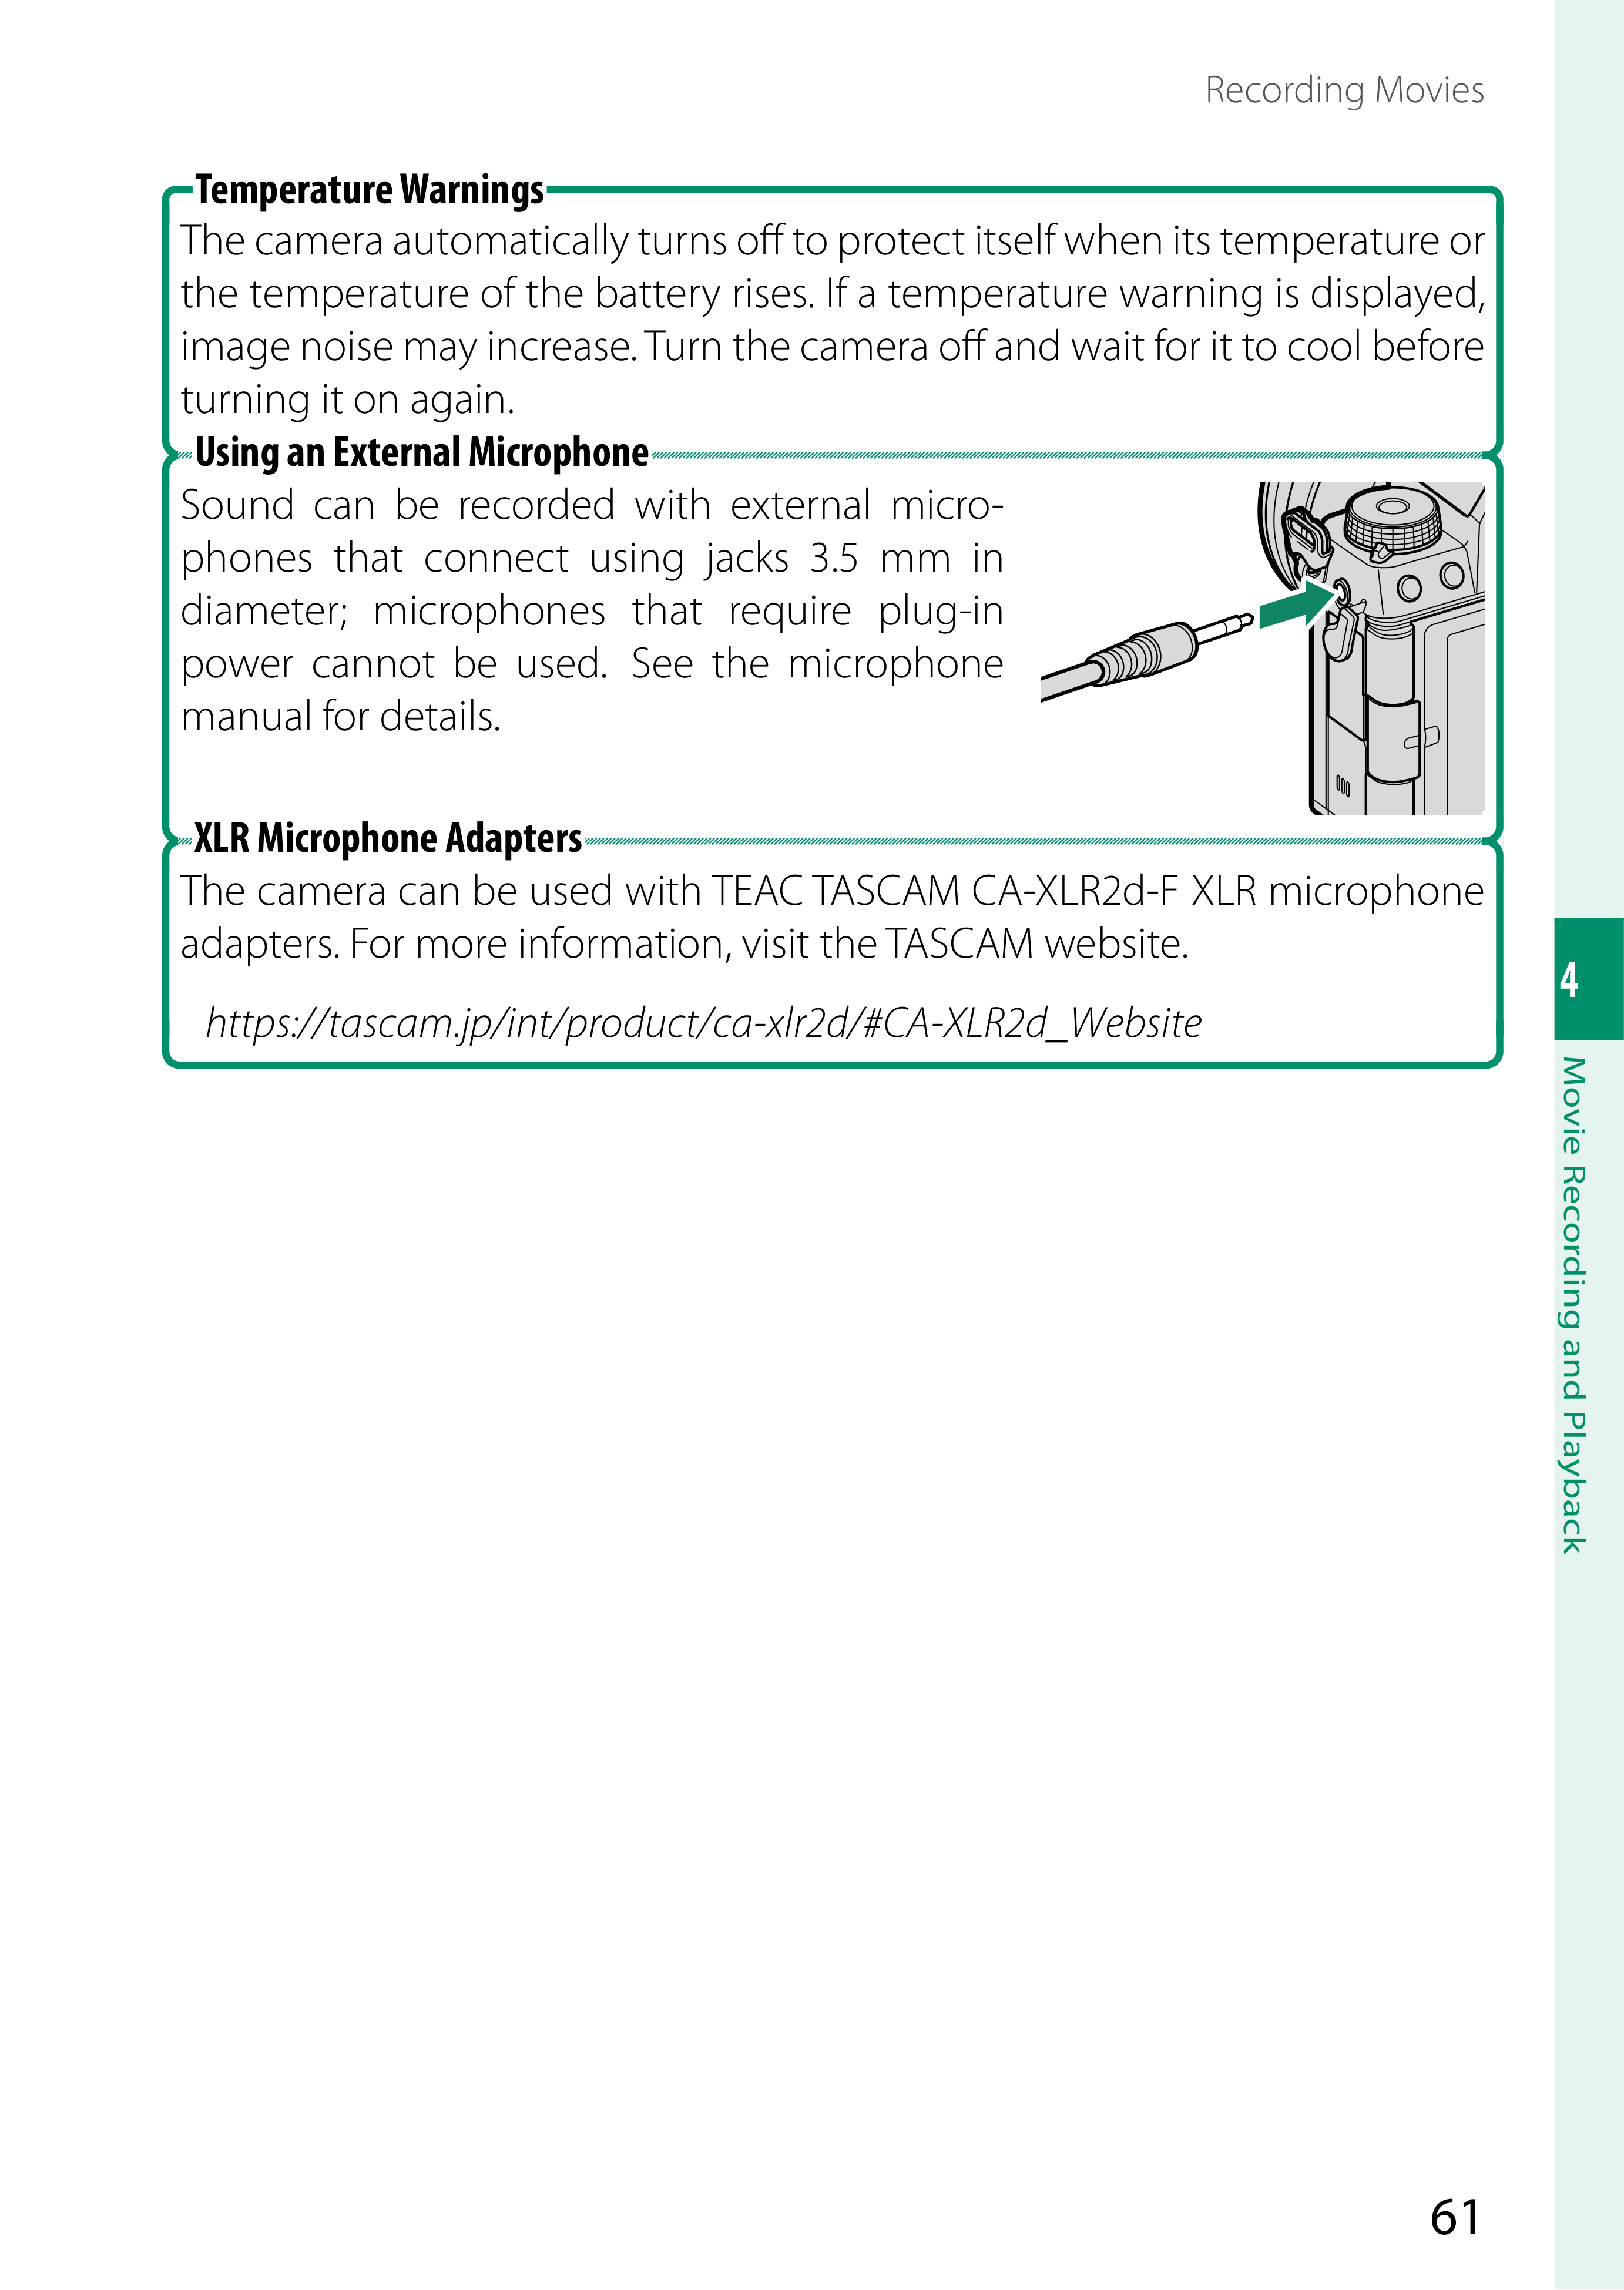 Recording Movies
Temperature Warnings
The camera automatically turns off to protect itself when its temperature or
the temperature of the battery rises. If a temperature warning is displayed,
image noise may increase. Turn the camera off and wait for it to cool before
turning it on again.
Using an External Microphone
Sound can be recorded with external micro-
phones that connect using jacks 3.5 mm in
diameter; microphones that require plug-in
power cannot be used. See the microphone
manual for details.
XLR Microphone Adapters
The camera can be used with TEAC TASCAM CA-XLR2d-F XLR microphone
adapters. For more information, visit the TASCAM website.
https://tascam.jp/int/product/ca-xlr2d/#CA-XLR2d_Website
4
Movie Recording and Playback
61